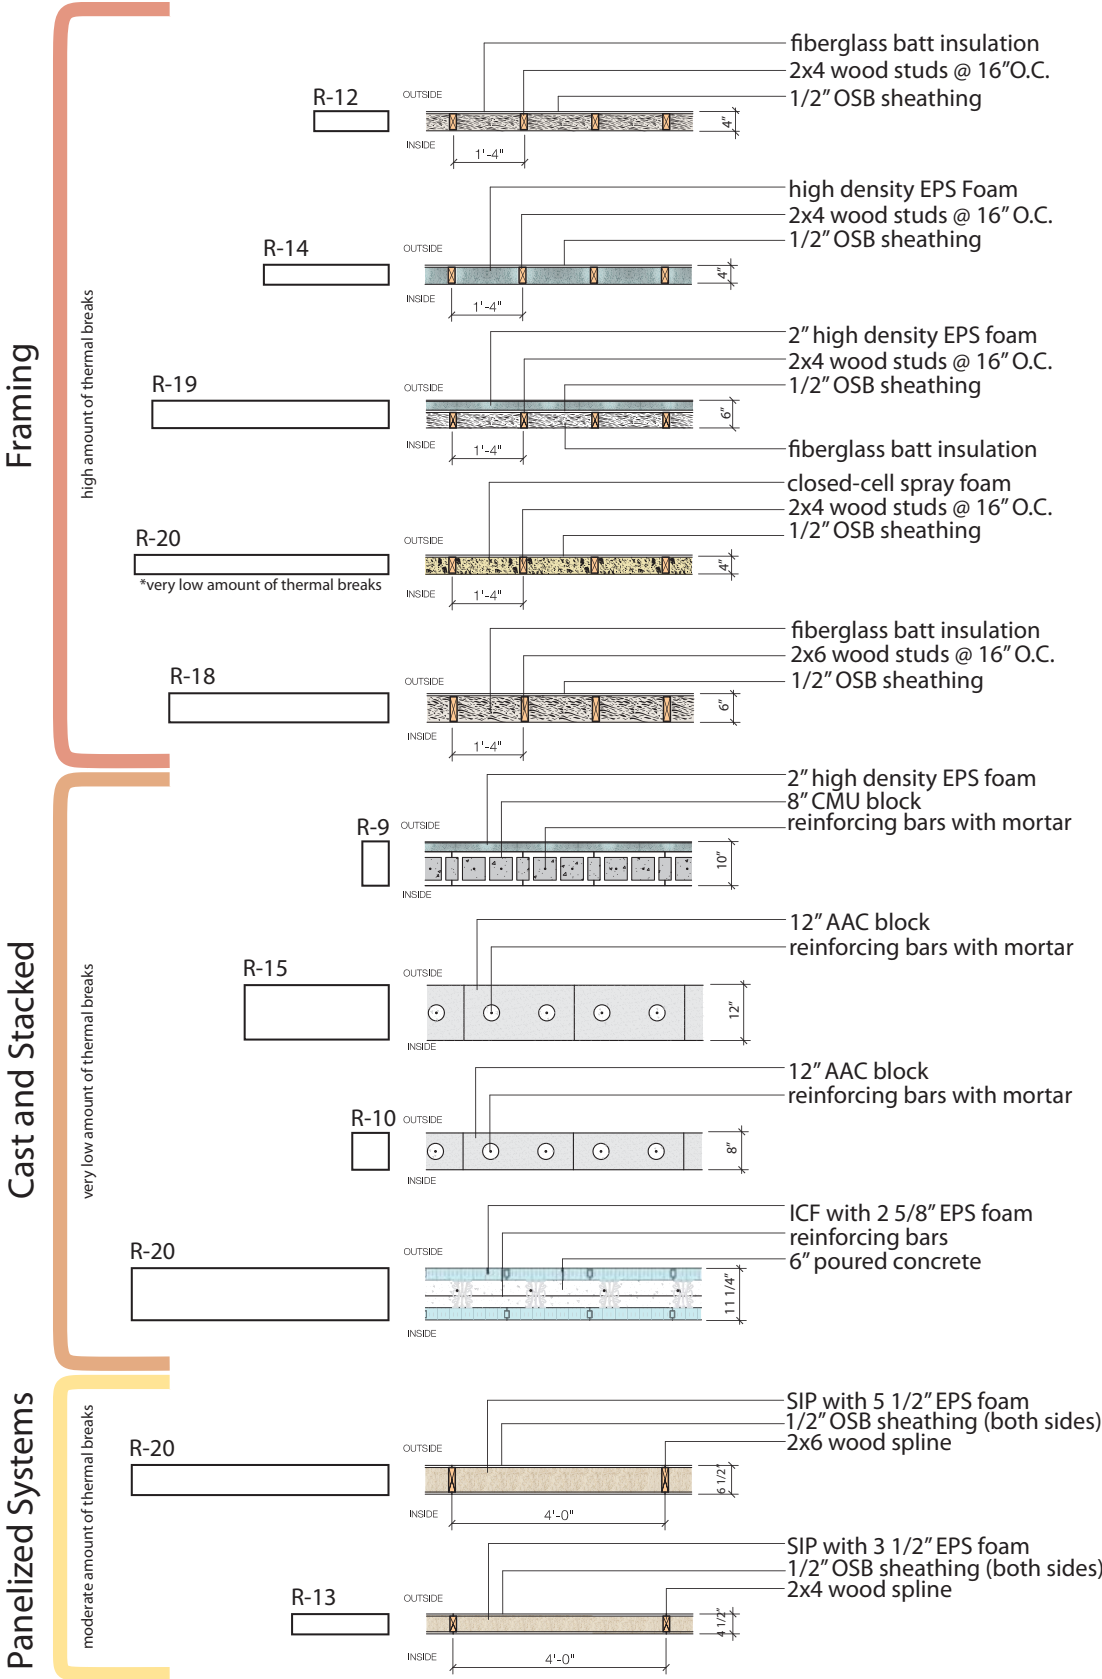 Framing
high amount of thermal breaks
R-12
OUTSIDE
INSIDE
1'-4"
4"
fiberglass batt insulation
2x4 wood studs @ 16”O.C.
1/2” OSB sheathing
R-14
OUTSIDE
INSIDE
1'-4"
4"
high density EPS Foam
2x4 wood studs @ 16” O.C.
1/2” OSB sheathing
R-19
OUTSIDE
INSIDE
1'-4"
6"
2” high density EPS foam
2x4 wood studs @ 16” O.C.
1/2” OSB sheathing
fiberglass batt insulation
R-20
*very low amount of thermal breaks
OUTSIDE
INSIDE
1'-4"
4"
closed-cell spray foam
2x4 wood studs @ 16” O.C.
1/2” OSB sheathing
R-18
OUTSIDE
INSIDE
1'-4"
6"
fiberglass batt insulation
2x6 wood studs @ 16” O.C.
1/2” OSB sheathing
Cast and Stacked
very low amount of thermal breaks
R-9
OUTSIDE
INSIDE
10"
2” high density EPS foam
8” CMU block
reinforcing bars with mortar
R-15
OUTSIDE
INSIDE
12"
12” AAC block
reinforcing bars with mortar
R-10
OUTSIDE
INSIDE
8"
12” AAC block
reinforcing bars with mortar
R-20
OUTSIDE
INSIDE
11 1/4"
ICF with 2 5/8” EPS foam
reinforcing bars
6” poured concrete
Panelized Systems
moderate amount of thermal breaks
R-20
OUTSIDE
INSIDE
4'-0"
6 1/2"
SIP with 5 1/2” EPS foam
1/2” OSB sheathing (both sides)
2x6 wood spline
R-13
OUTSIDE
INSIDE
4'-0"
4 1/2"
SIP with 3 1/2” EPS foam
1/2” OSB sheathing (both sides)
2x4 wood spline